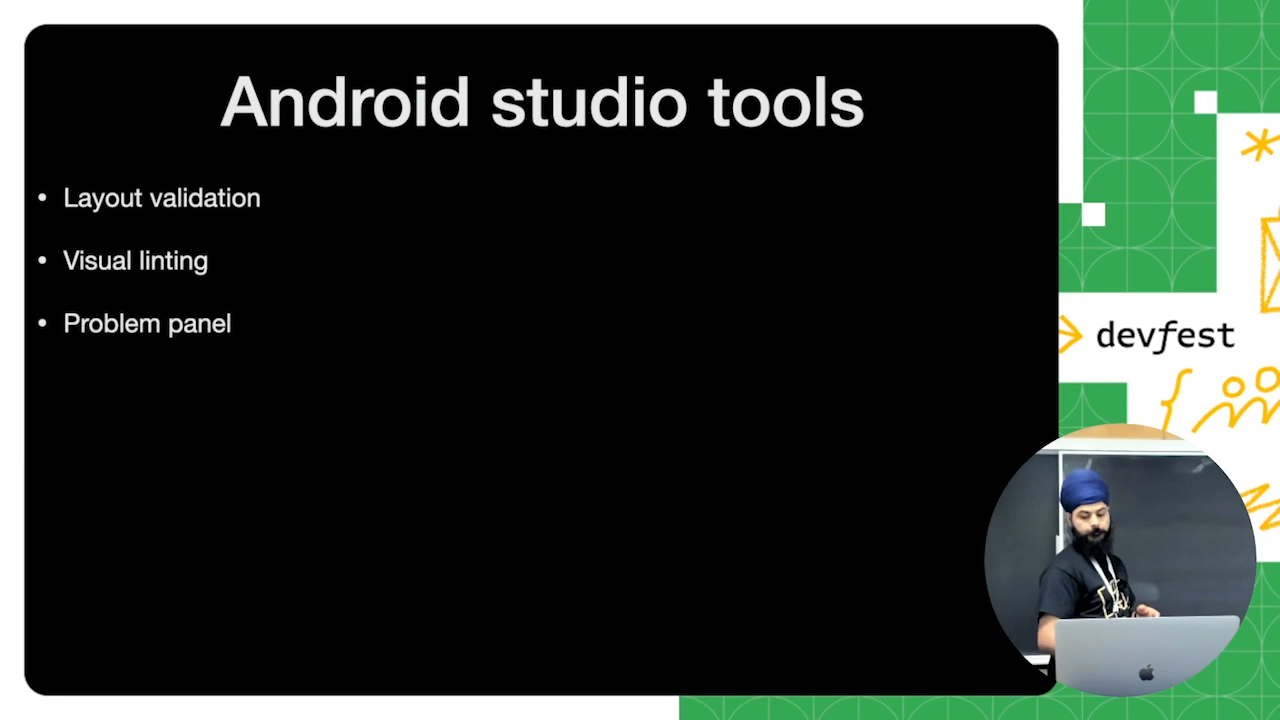 Android studio tools
• Layout validation
• Visual linting
• Problem panel
devfest